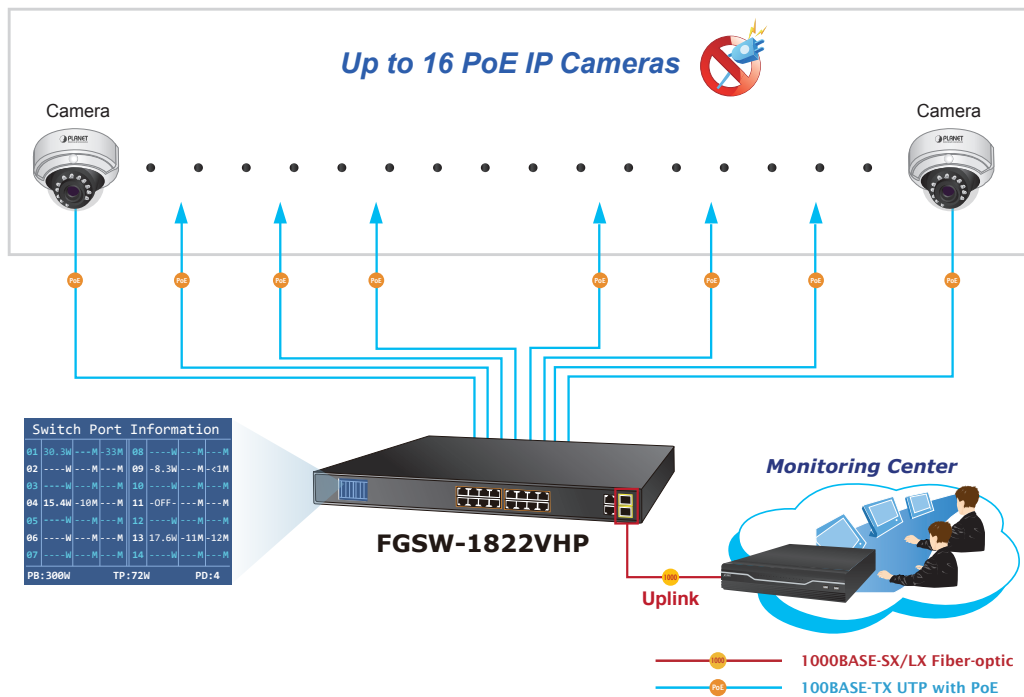 Up to 16 PoE IP Cameras
Camera
Camera
PLANET
PLANET
PoE
PoE
PoE
PoE
PoE
PoE
PoE
PoE
Switch Port Information
01 30.3W ---M -33M 08 ----W ---M ---M
02 ----W ---M ---M 09 -8.3W ---M -<1M
03 ----W ---M ---M 10 ----W ---M ---M
04 15.4W -10M ---M 11 -OFF- ---M ---M
05 ----W ---M ---M 12 ----W ---M ---M
06 ----W ---M ---M 13 17.6W -11M -12M
07 ----W ---M ---M 14 ----W ---M ---M
PB:300W TP:72W PD:4
FGSW-1822VHP
Monitoring Center
1000
Uplink
1000 1000BASE-SX/LX Fiber-optic
PoE 100BASE-TX UTP with PoE